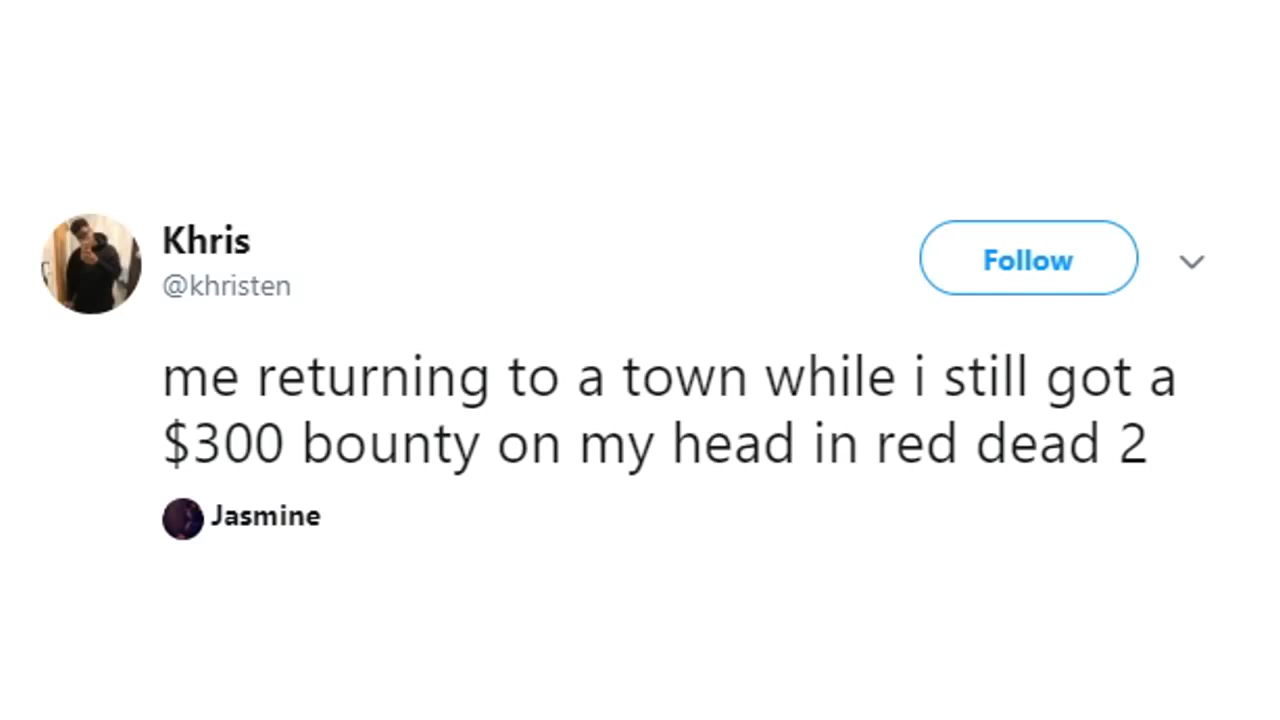 Khris
@khristen
Follow
me returning to a town while i still got a
$300 bounty on my head in red dead 2
Jasmine